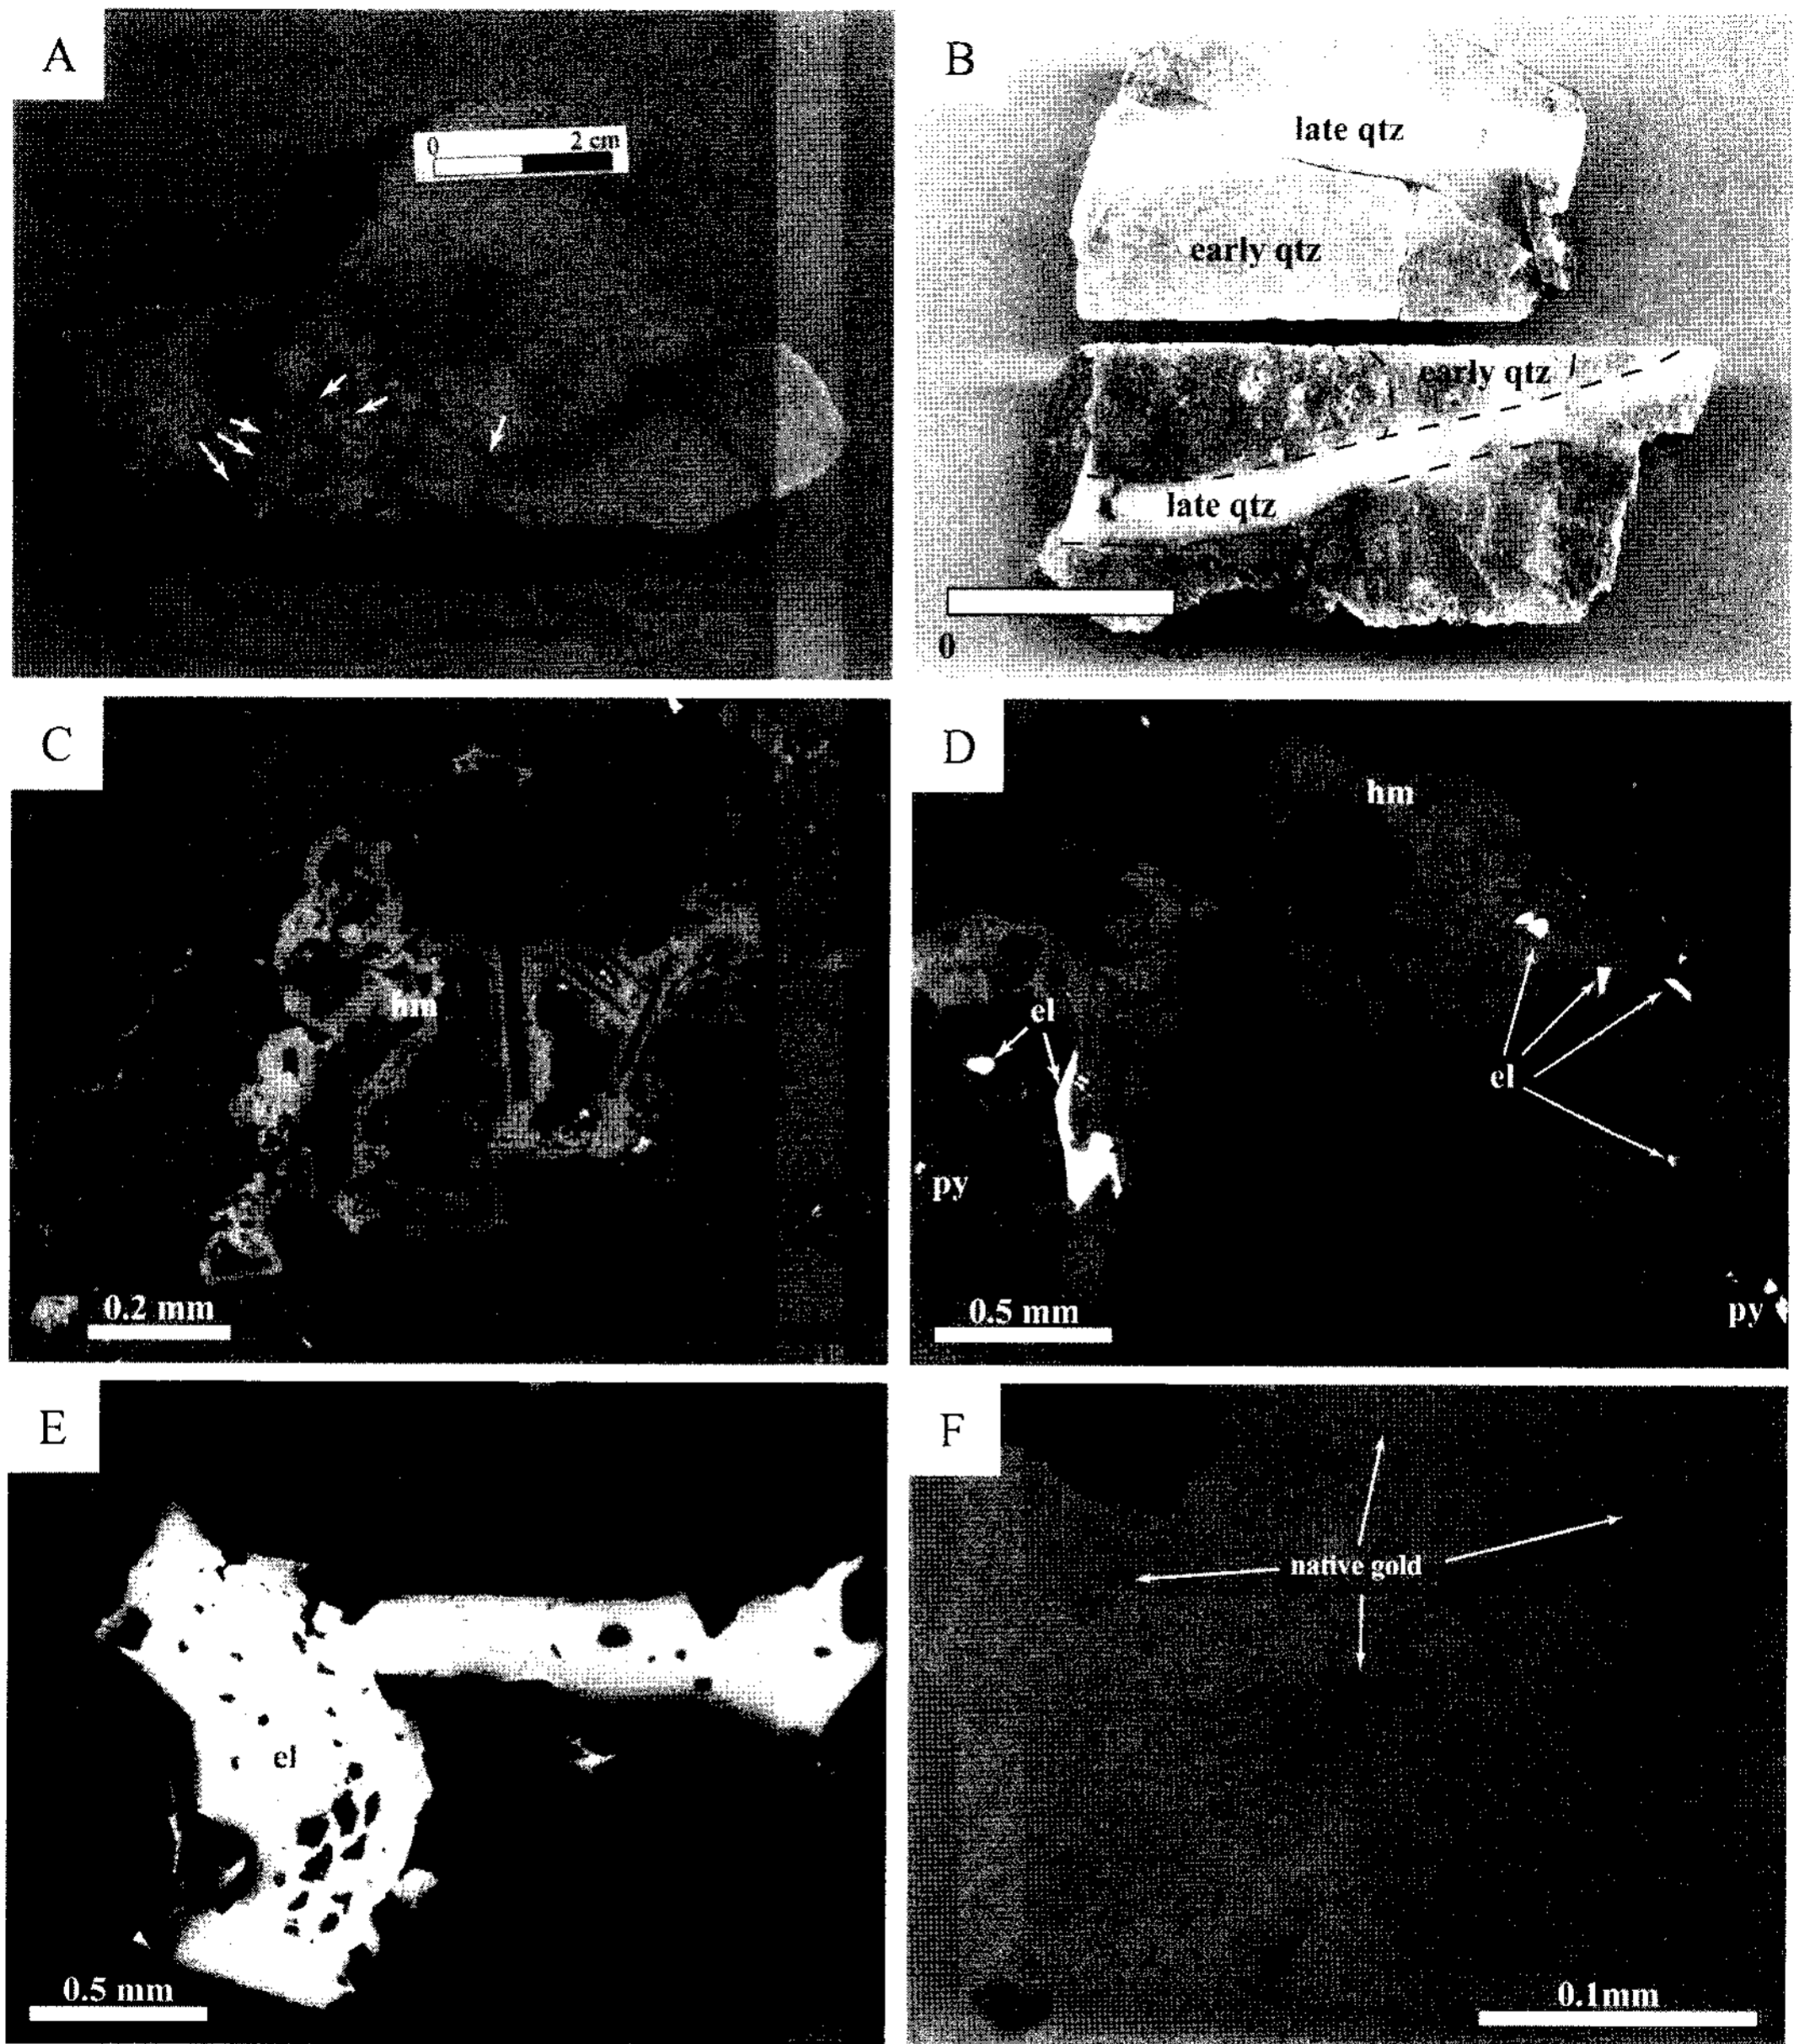 A
0 2 cm
B
late qtz
early qtz
early qtz
late qtz
0
C
hm
0.2 mm
D
hm
el
el
py
py
0.5 mm
E
el
0.5 mm
F
native gold
0.1mm